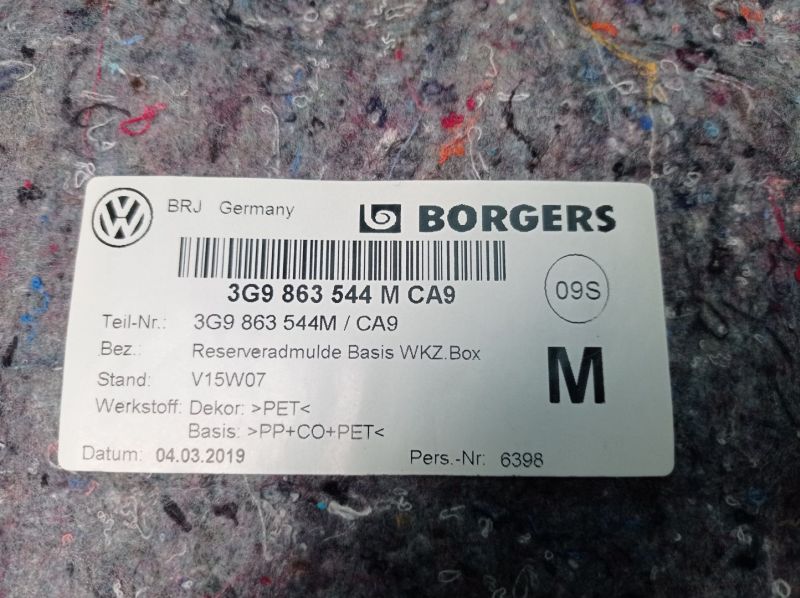 VW BRJ Germany BORGERS
3G9 863 544 M CA9
09S
Teil-Nr.: 3G9 863 544M / CA9
Bez.: Reserveradmulde Basis WKZ.Box
M
Stand: V15W07
Werkstoff: Dekor: >PET<
Basis: >PP+CO+PET<
Datum: 04.03.2019 Pers.-Nr: 6398